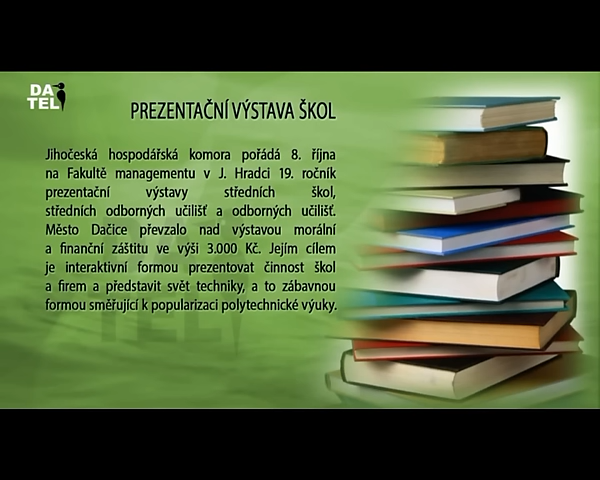 DA
TEL
PREZENTAČNÍ VÝSTAVA ŠKOL
Jihočeská hospodářská komora pořádá 8. října
na Fakultě managementu v J. Hradci 19. ročník
prezentační výstavy středních škol,
středních odborných učilišť a odborných učilišť.
Město Dačice převzalo nad výstavou morální
a finanční záštitu ve výši 3.000 Kč. Jejím cílem
je interaktivní formou prezentovat činnost škol
a firem a představit svět techniky, a to zábavnou
formou směřující k popularizaci polytechnické výuky.
TEL